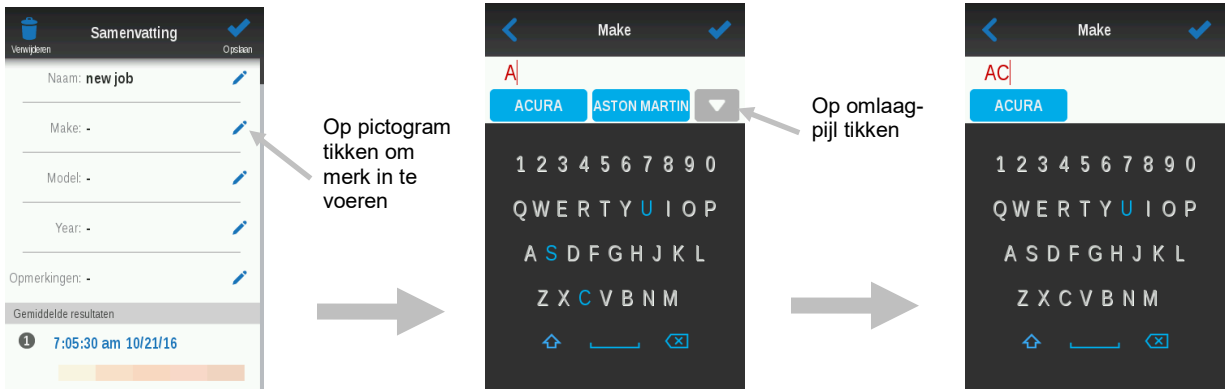 Samenvatting
Verwijderen
Opslaan
Naam: new job
Make: -
Model: -
Year: -
Opmerkingen: -
Gemiddelde resultaten
1 7:05:30 am 10/21/16
Op pictogram
tikken om
merk in te
voeren
Make
A
ACURA ASTON MARTIN
1 2 3 4 5 6 7 8 9 0
Q W E R T Y U I O P
A S D F G H J K L
Z X C V B N M
Op omlaag-
pijl tikken
Make
AC
ACURA
1 2 3 4 5 6 7 8 9 0
Q W E R T Y U I O P
A S D F G H J K L
Z X C V B N M